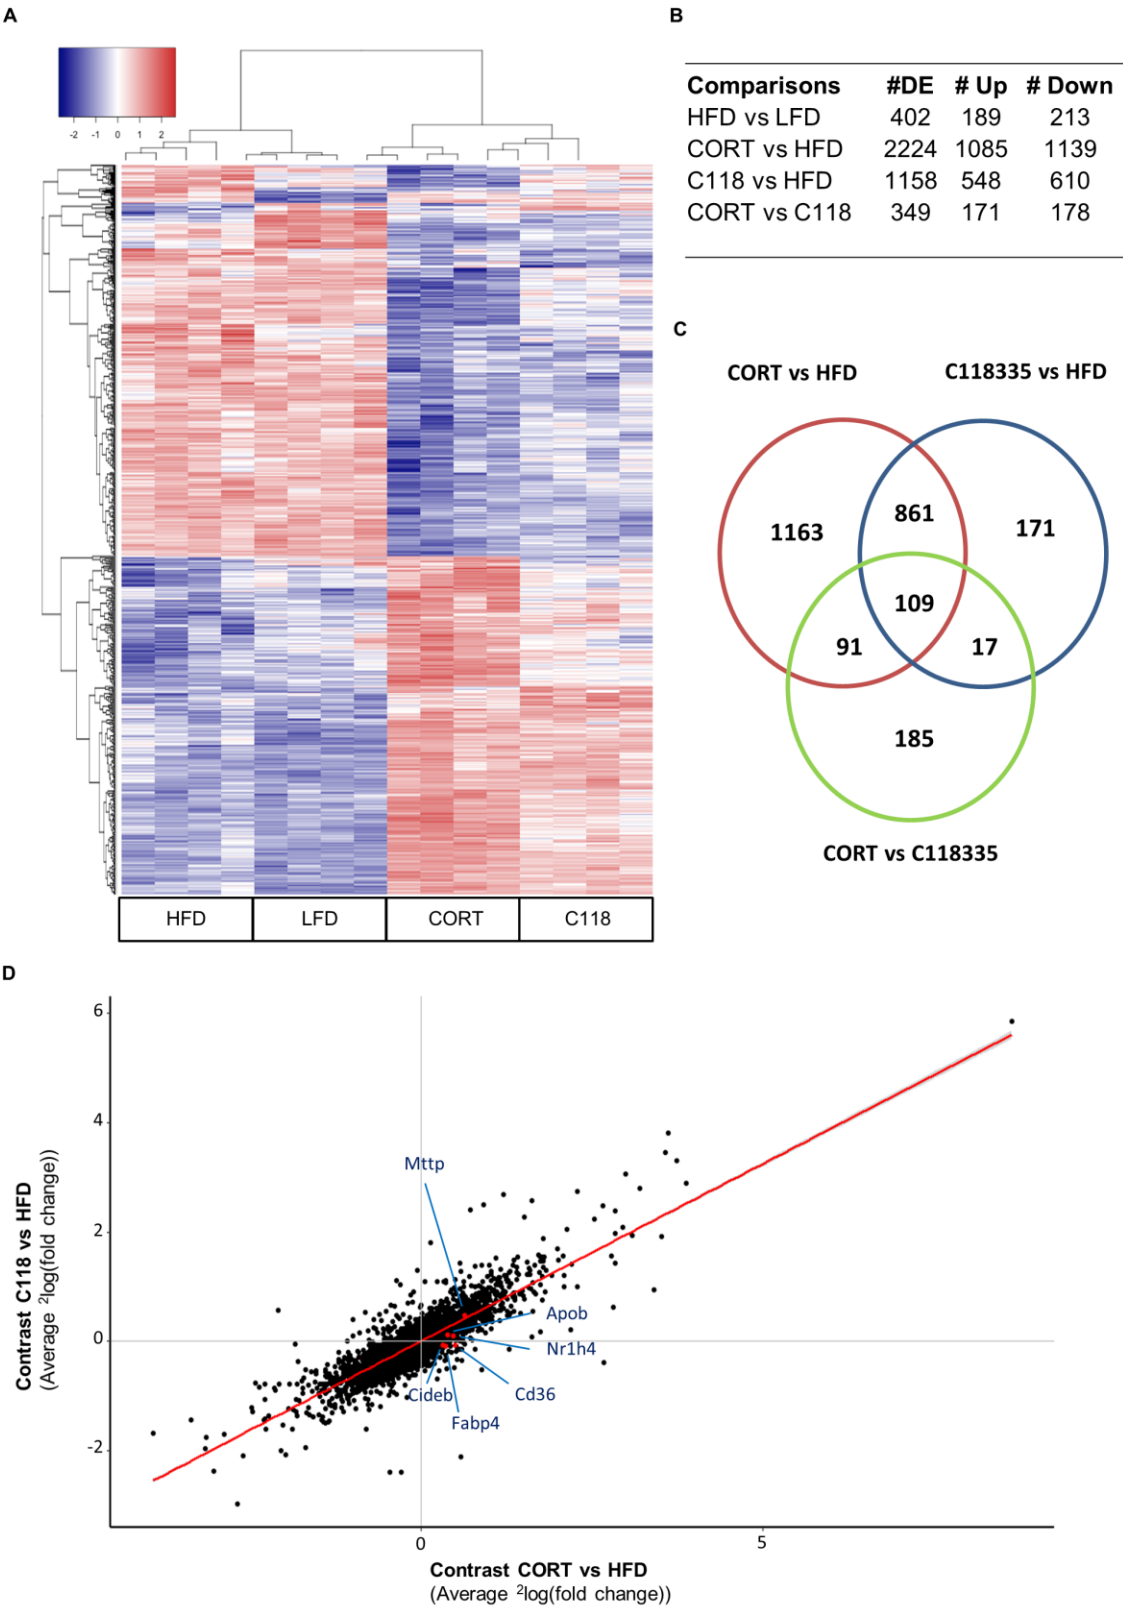 A
-2 -1 0 1 2
HFD LFD CORT C118
B
Comparisons #DE # Up # Down
HFD vs LFD 402 189 213
CORT vs HFD 2224 1085 1139
C118 vs HFD 1158 548 610
CORT vs C118 349 171 178
C
CORT vs HFD C118335 vs HFD
861
1163 171
109
91 17
185
CORT vs C118335
D
6
4
2
0
-2
Contrast C118 vs HFD
(Average ²log(fold change))
Mttp
Apob
Nr1h4
Cideb Cd36
Fabp4
0 5
Contrast CORT vs HFD
(Average ²log(fold change))